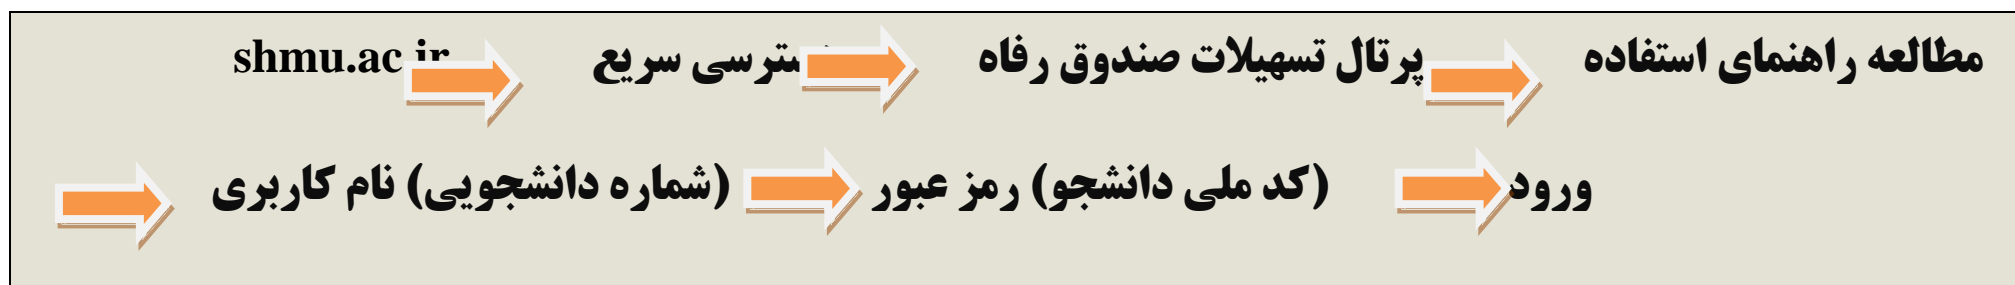 مطالعه راهنمای استفاده پرتال تسهیلات صندوق رفاه دسترسی سریع shmu.ac.ir
ورود (کد ملی دانشجو) رمز عبور (شماره دانشجویی) نام کاربری